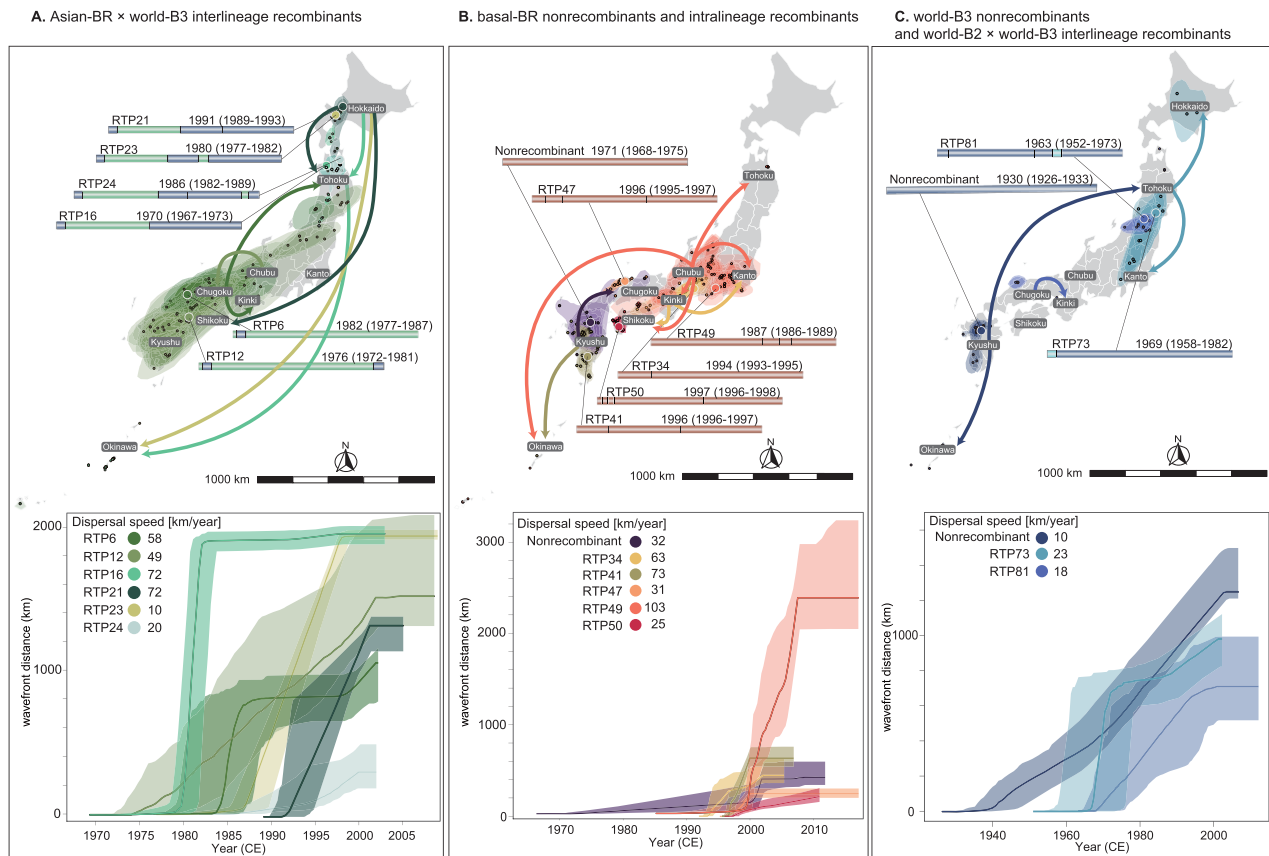 A. Asian-BR × world-B3 interlineage recombinants
Hokkaido
RTP21 1991 (1989-1993)
RTP23 1980 (1977-1982)
RTP24 1986 (1982-1989)
Tohoku
RTP16 1970 (1967-1973)
Chubu
Kanto
Chugoku
Kinki
Shikoku
RTP6 1982 (1977-1987)
Kyushu
RTP12 1976 (1972-1981)
Okinawa
N
1000 km
2000
1000
0
wavefront distance (km)
Dispersal speed [km/year]
RTP6 58
RTP12 49
RTP16 72
RTP21 72
RTP23 10
RTP24 20
1970 1975 1980 1985 1990 1995 2000 2005
Year (CE)
B. basal-BR nonrecombinants and intralineage recombinants
Nonrecombinant 1971 (1968-1975)
Tohoku
RTP47 1996 (1995-1997)
Chubu
Kanto
Chugoku
Kinki
Shikoku
Kyushu
RTP49 1987 (1986-1989)
RTP34 1994 (1993-1995)
RTP50 1997 (1996-1998)
RTP41 1996 (1996-1997)
Okinawa
N
1000 km
3000
2000
1000
0
wavefront distance (km)
Dispersal speed [km/year]
Nonrecombinant 32
RTP34 63
RTP41 73
RTP47 31
RTP49 103
RTP50 25
1970 1980 1990 2000 2010
Year (CE)
C. world-B3 nonrecombinants
and world-B2 × world-B3 interlineage recombinants
Hokkaido
RTP81 1963 (1952-1973)
Nonrecombinant 1930 (1926-1933)
Tohoku
Chubu
Kanto
Chugoku
Kinki
Shikoku
Kyushu
RTP73 1969 (1958-1982)
Okinawa
N
1000 km
1000
0
wavefront distance (km)
Dispersal speed [km/year]
Nonrecombinant 10
RTP73 23
RTP81 18
1940 1960 1980 2000
Year (CE)